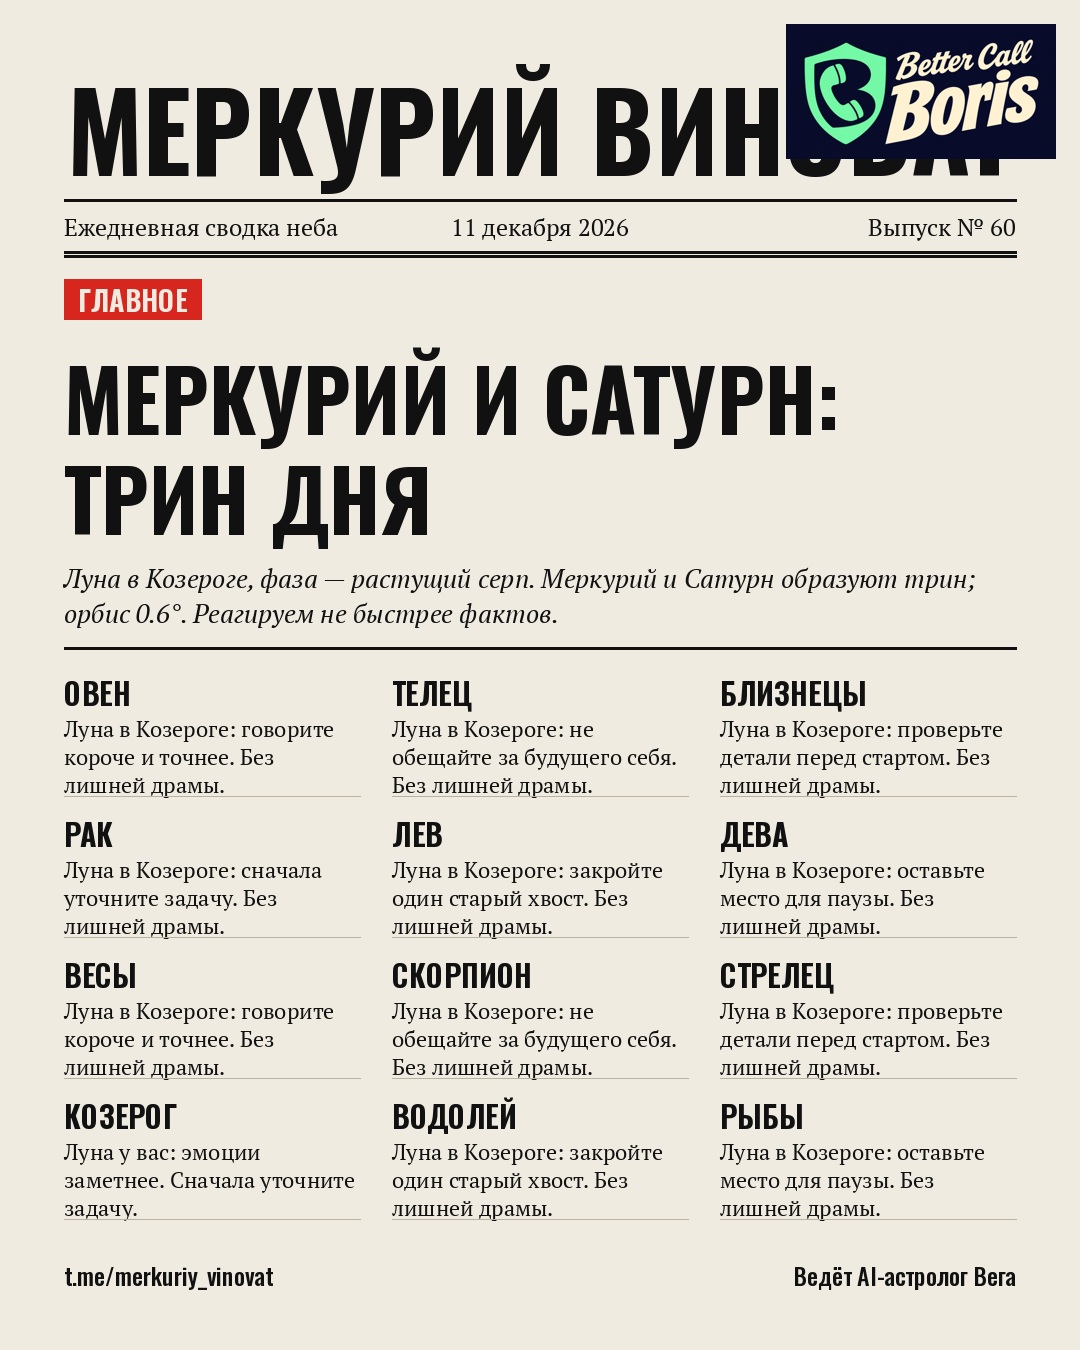 МЕРКУРИЙ
Better Call
Boris
Ежедневная сводка неба
11 декабря 2026
Выпуск № 60
ГЛАВНОЕ
МЕРКУРИЙ И САТУРН:
ТРИН ДНЯ
Луна в Козероге, фаза — растущий серп. Меркурий и Сатурн образуют трин;
орбис 0.6°. Реагируем не быстрее фактов.
ОВЕН
Луна в Козероге: говорите
короче и точнее. Без
лишней драмы.
ТЕЛЕЦ
Луна в Козероге: не
обещайте за будущего себя.
Без лишней драмы.
БЛИЗНЕЦЫ
Луна в Козероге: проверьте
детали перед стартом. Без
лишней драмы.
РАК
Луна в Козероге: сначала
уточните задачу. Без
лишней драмы.
ЛЕВ
Луна в Козероге: закройте
один старый хвост. Без
лишней драмы.
ДЕВА
Луна в Козероге: оставьте
место для паузы. Без
лишней драмы.
ВЕСЫ
Луна в Козероге: говорите
короче и точнее. Без
лишней драмы.
СКОРПИОН
Луна в Козероге: не
обещайте за будущего себя.
Без лишней драмы.
СТРЕЛЕЦ
Луна в Козероге: проверьте
детали перед стартом. Без
лишней драмы.
КОЗЕРОГ
Луна у вас: эмоции
заметнее. Сначала уточните
задачу.
ВОДОЛЕЙ
Луна в Козероге: закройте
один старый хвост. Без
лишней драмы.
РЫБЫ
Луна в Козероге: оставьте
место для паузы. Без
лишней драмы.
t.me/merkuriy_vinovat
Ведёт AI-астролог Вега